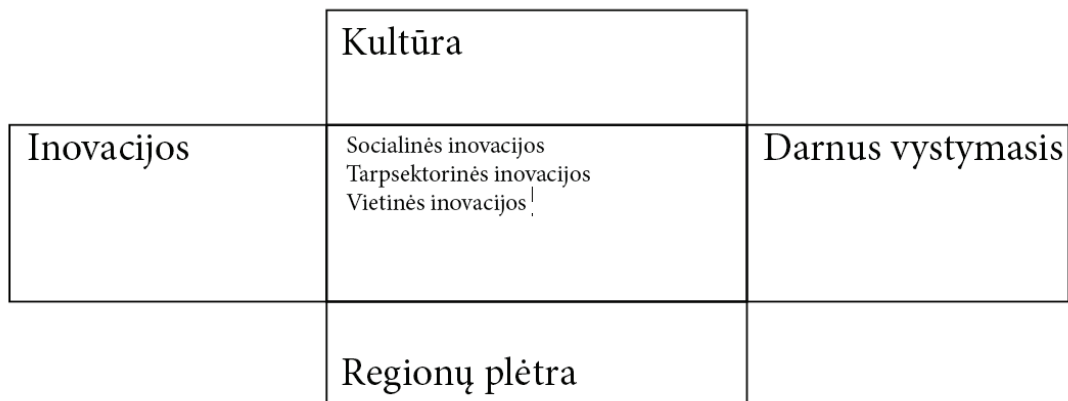 Kultūra
Inovacijos
Socialinės inovacijos
Tarpsektorinės inovacijos
Vietinės inovacijos
Darnus vystymasis
Regionų plėtra